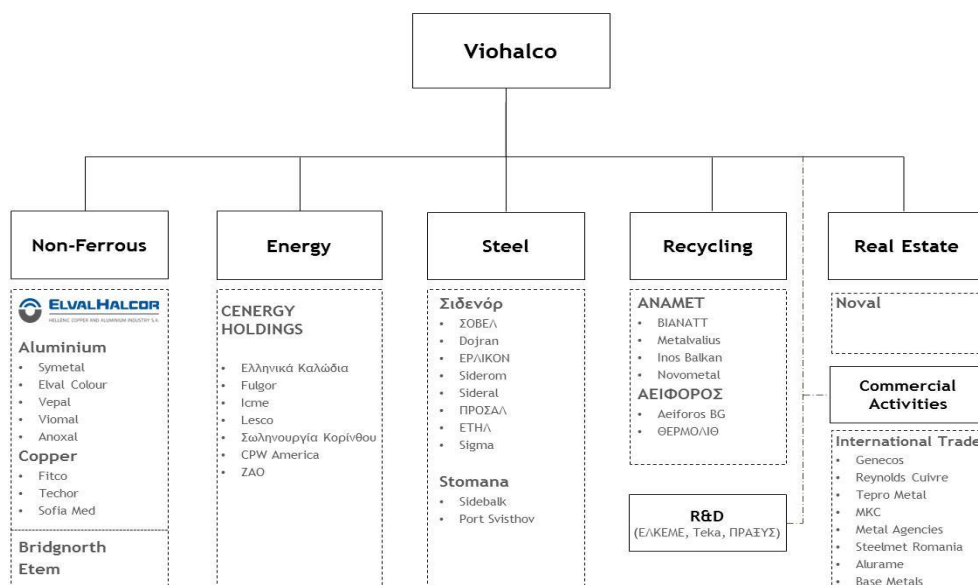 Viohalco
Non-Ferrous
ELVALHALCOR
HELLENIC COPPER AND ALUMINIUM INDUSTRY S.A.
Aluminium
• Symetal
• Elval Colour
• Vepal
• Viomal
• Anoxal
Copper
• Fitco
• Techor
• Sofia Med
Bridgnorth
Etem
Energy
CENERGY
HOLDINGS
• Ελληνικά Καλώδια
• Fulgor
• Icme
• Lesco
• Σωληνουργία Κορίνθου
• CPW America
• ZAO
Steel
Σιδενόρ
• ΣΟΒΕΛ
• Dojran
• ΕΡΛΙΚΟΝ
• Siderom
• Sideral
• ΠΡΟΣΑΛ
• ΕΤΗΛ
• Sigma
Stomana
• Sidebalk
• Port Svisthov
Recycling
ΑΝΑΜΕΤ
• ΒΙΑΝΑΤΤ
• Metalvalius
• Inos Balkan
• Novometal
ΑΕΙΦΟΡΟΣ
• Aeiforos BG
• ΘΕΡΜΟΛΙΘ
R&D
(ΕΛΚΕΜΕ, Teka, ΠΡΑΞΥΣ)
Real Estate
Noval
Commercial
Activities
International Trade
• Genecos
• Reynolds Cuivre
• Tepro Metal
• MKC
• Metal Agencies
• Steelmet Romania
• Alurame
• Base Metals